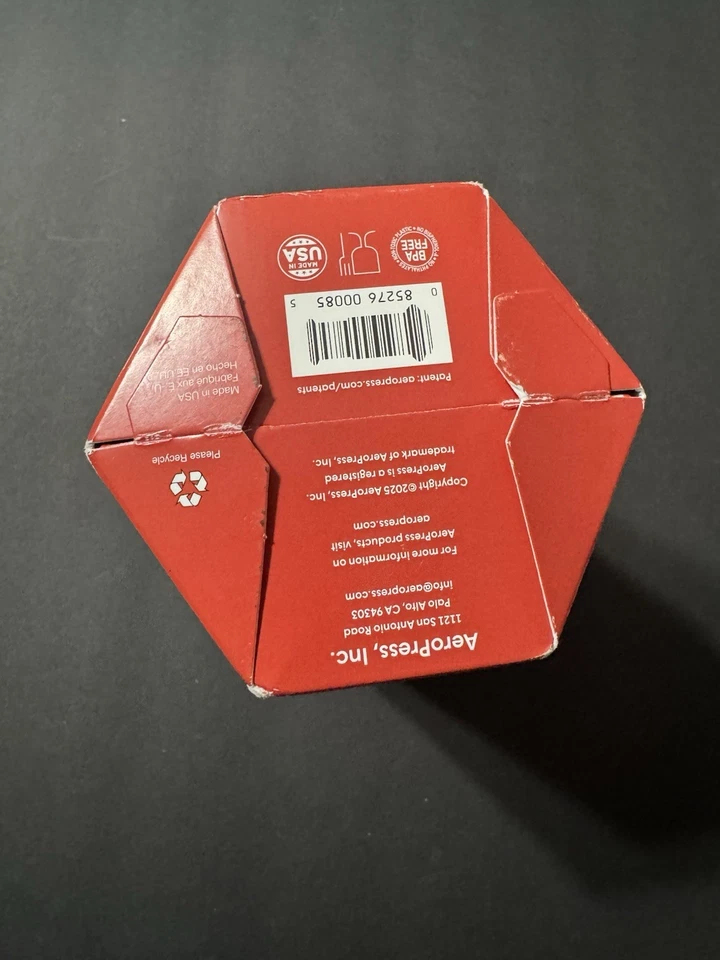 AeroPress, Inc.
1121 San Antonio Road
Palo Alto, CA 94303
info@aeropress.com
For more information on
AeroPress products, visit
aeropress.com
Copyright ©2025 AeroPress, Inc.
AeroPress is a registered
trademark of AeroPress, Inc.
Please Recycle
Patent: aeropress.com/patents
0 85276 00085 5
BPA
FREE
MADE IN
USA
Made in USA
Fabriqué aux É.-U.
Hecho en EE UU